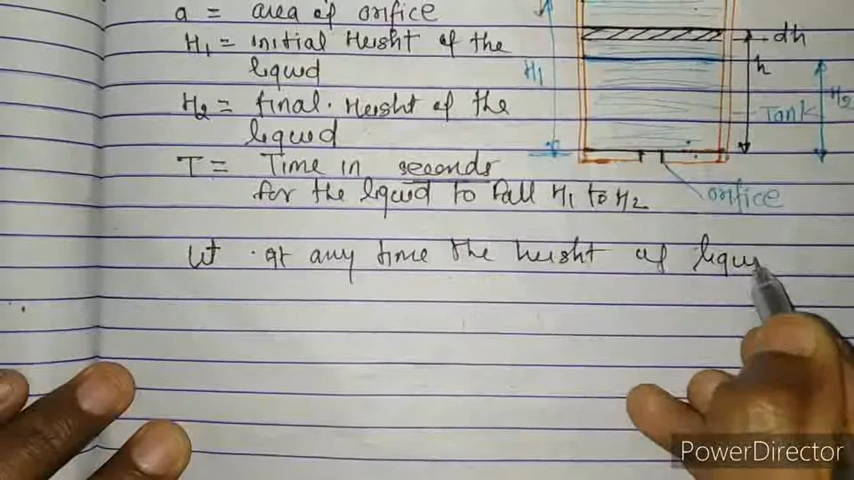 a = area of orifice
H1 = initial Height of the
liquid
H2 = final. Height of the
liquid
T = Time in seconds
for the liquid to fall H1 to H2
Let at any time the height of liqui
dh
h
H1
H2
Tank
orifice
PowerDirector